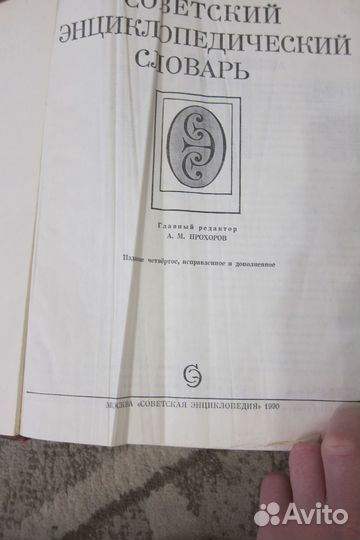 СОВЕТСКИЙ
ЭНЦИКЛОПЕДИЧЕСКИЙ
СЛОВАРЬ
Главный редактор
А. М. ПРОХОРОВ
Издание четвёртое, исправленное и дополненное
МОСКВА «СОВЕТСКАЯ ЭНЦИКЛОПЕДИЯ» 1990
Avito